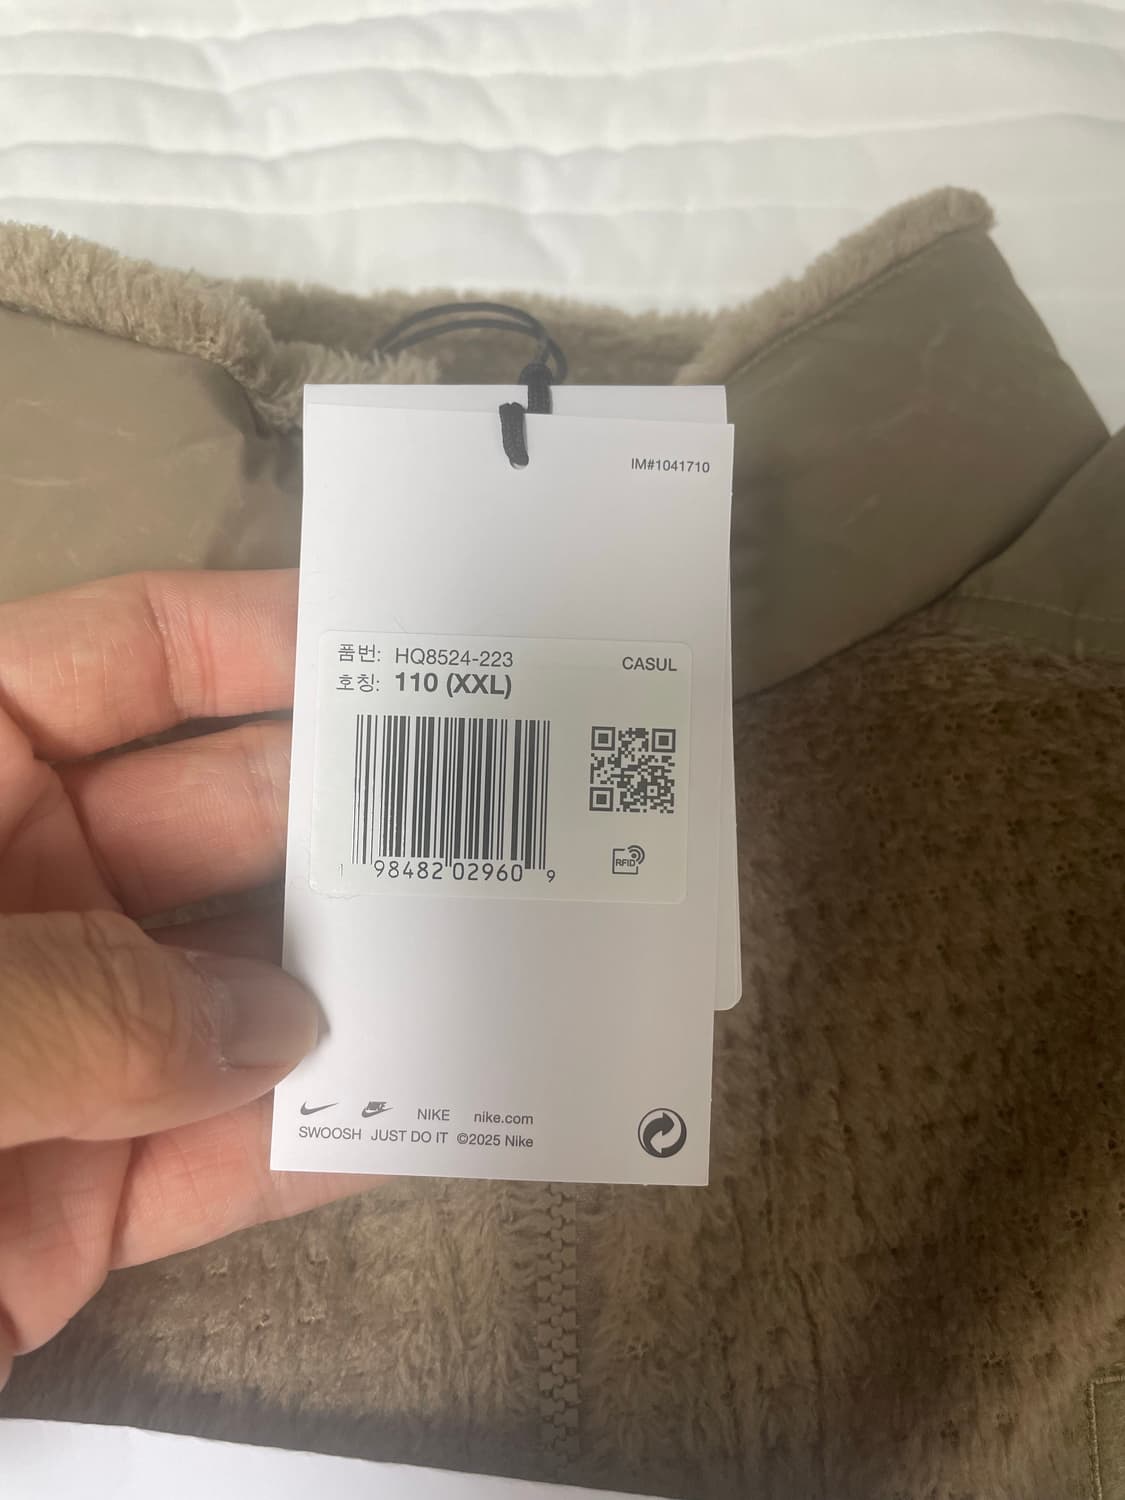 IM#1041710
품번: HQ8524-223
CASUL
호칭: 110 (XXL)
RFID
1 98482 02960 9
NIKE nike.com
SWOOSH JUST DO IT ©2025 Nike